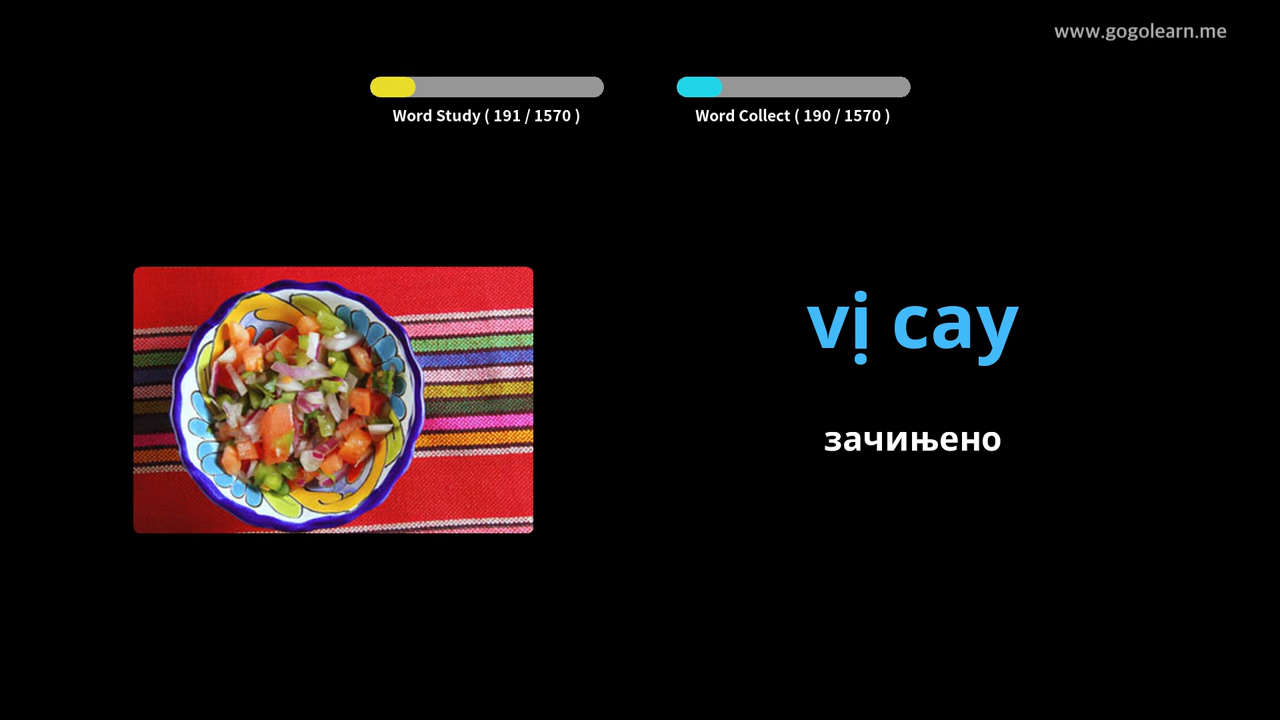 www.gogolearn.me
Word Study ( 191 / 1570 )
Word Collect ( 190 / 1570 )
vị cay
зачињено